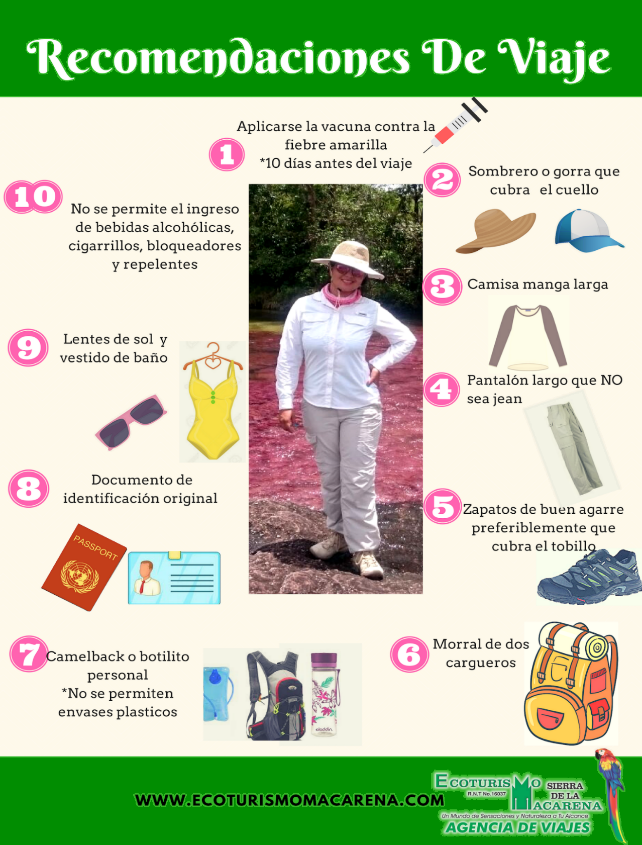 Recomendaciones De Viaje
1
Aplicarse la vacuna contra la
fiebre amarilla
*10 días antes del viaje
2
Sombrero o gorra que
cubra el cuello
3
Camisa manga larga
4
Pantalón largo que NO
sea jean
5
Zapatos de buen agarre
preferiblemente que
cubra el tobillo
6
Morral de dos
cargueros
7
Camelback o botilito
personal
*No se permiten
envases plasticos
8
Documento de
identificación original
PASSPORT
9
Lentes de sol y
vestido de baño
10
No se permite el ingreso
de bebidas alcohólicas,
cigarrillos, bloqueadores
y repelentes
WWW.ECOTURISMOMACARENA.COM
ECOTURISMO
R.N.T No.16037
SIERRA
DE LA
MACARENA
Un Mundo de Sensaciones y Naturaleza a Tu Alcance
AGENCIA DE VIAJES